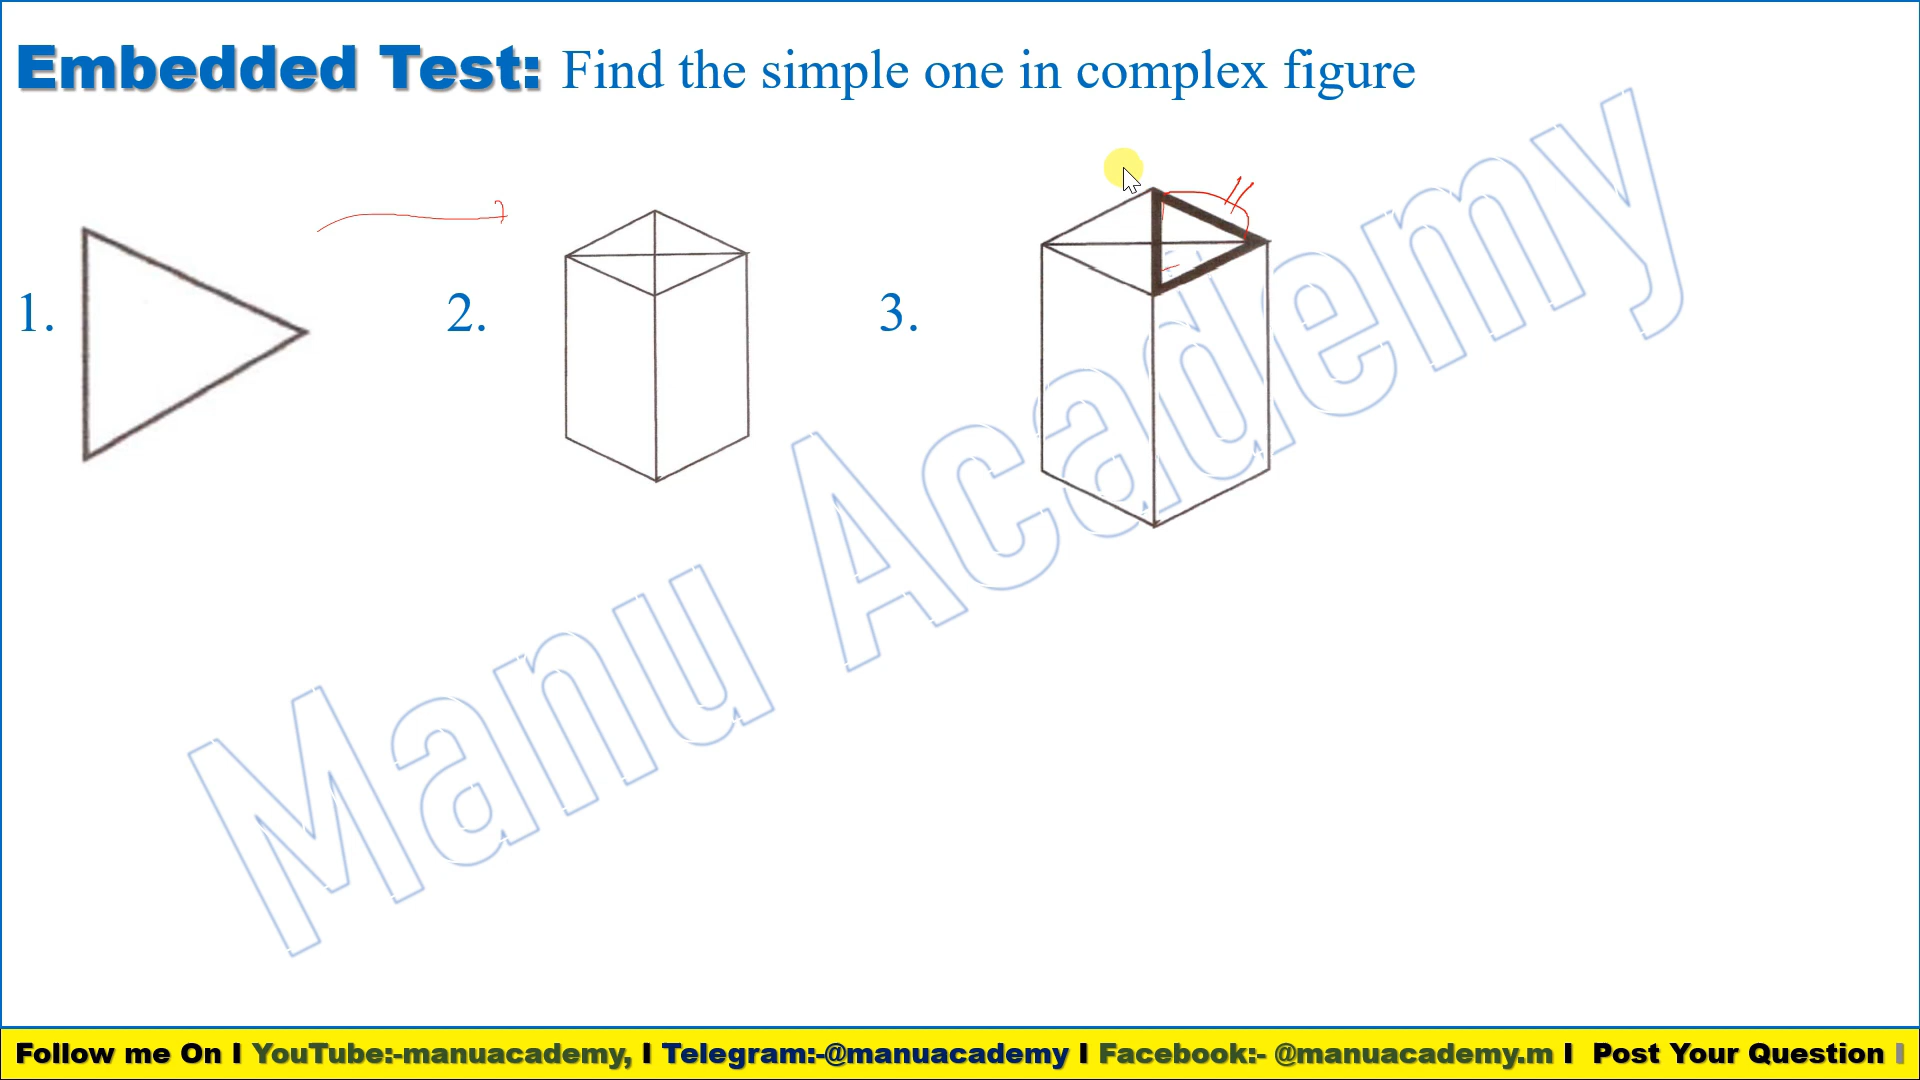 Embedded Test: Find the simple one in complex figure
1.
2.
3.
Manu Academy
Follow me On I YouTube:-manuacademy, I Telegram:-@manuacademy I Facebook:- @manuacademy.m I Post Your Question I